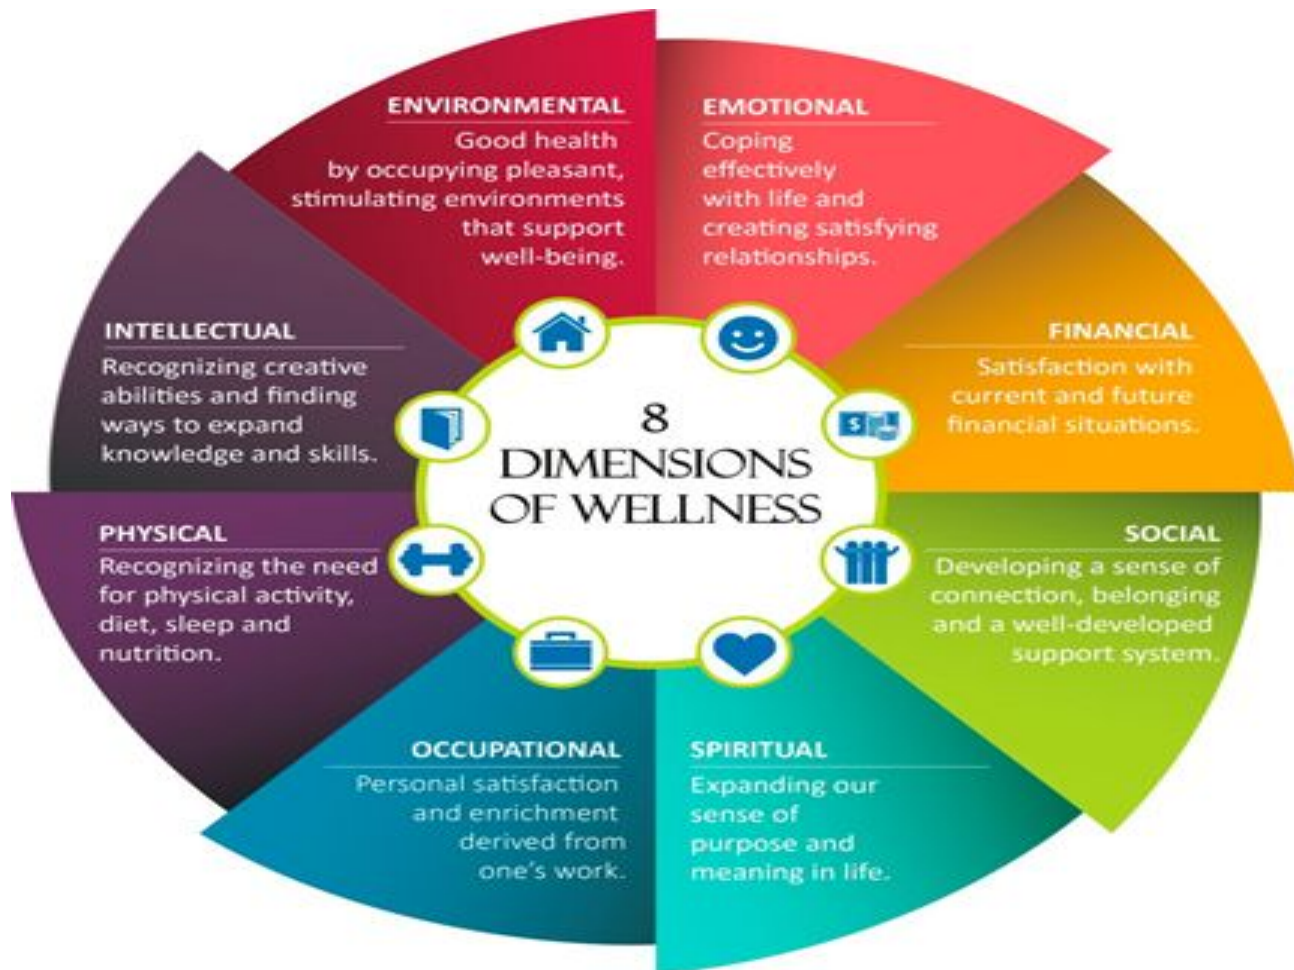 8
DIMENSIONS
OF WELLNESS
EMOTIONAL
Coping
effectively
with life and
creating satisfying
relationships.
FINANCIAL
Satisfaction with
current and future
financial situations.
SOCIAL
Developing a sense of
connection, belonging
and a well-developed
support system.
SPIRITUAL
Expanding our
sense of
purpose and
meaning in life.
OCCUPATIONAL
Personal satisfaction
and enrichment
derived from
one's work.
PHYSICAL
Recognizing the need
for physical activity,
diet, sleep and
nutrition.
INTELLECTUAL
Recognizing creative
abilities and finding
ways to expand
knowledge and skills.
ENVIRONMENTAL
Good health
by occupying pleasant,
stimulating environments
that support
well-being.
$